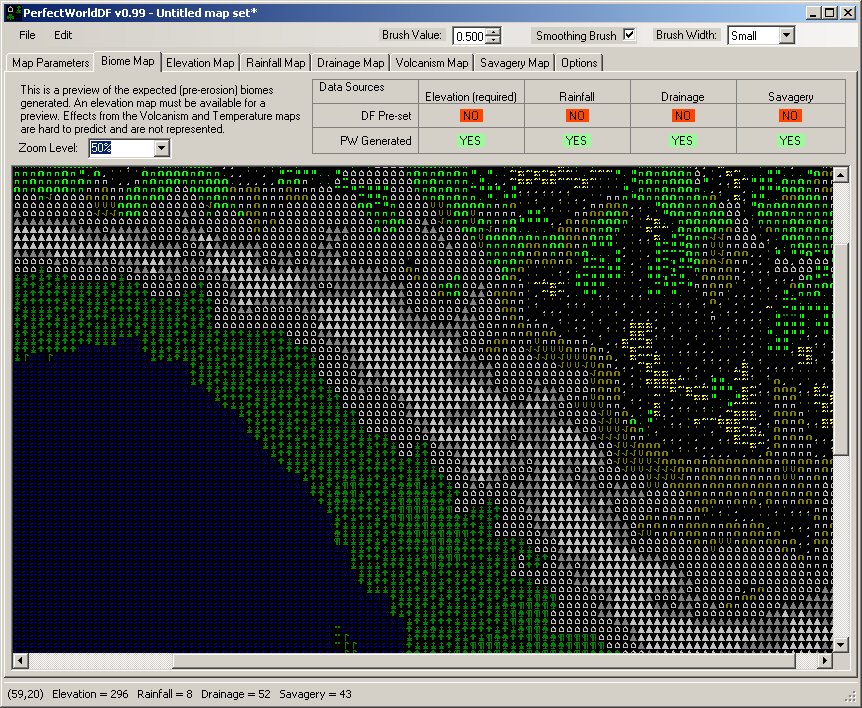 PerfectWorldDF v0.99 - Untitled map set*
File Edit Brush Value: 0.500 Smoothing Brush Brush Width: Small
Map Parameters Biome Map Elevation Map Rainfall Map Drainage Map Volcanism Map Savagery Map Options
This is a preview of the expected (pre-erosion) biomes
generated. An elevation map must be available for a
preview. Effects from the Volcanism and Temperature maps
are hard to predict and are not represented.
Zoom Level: 50%
Data Sources
Elevation (required) Rainfall Drainage Savagery
DF Pre-set NO NO NO NO
PW Generated YES YES YES YES
(59,20) Elevation = 296 Rainfall = 8 Drainage = 52 Savagery = 43